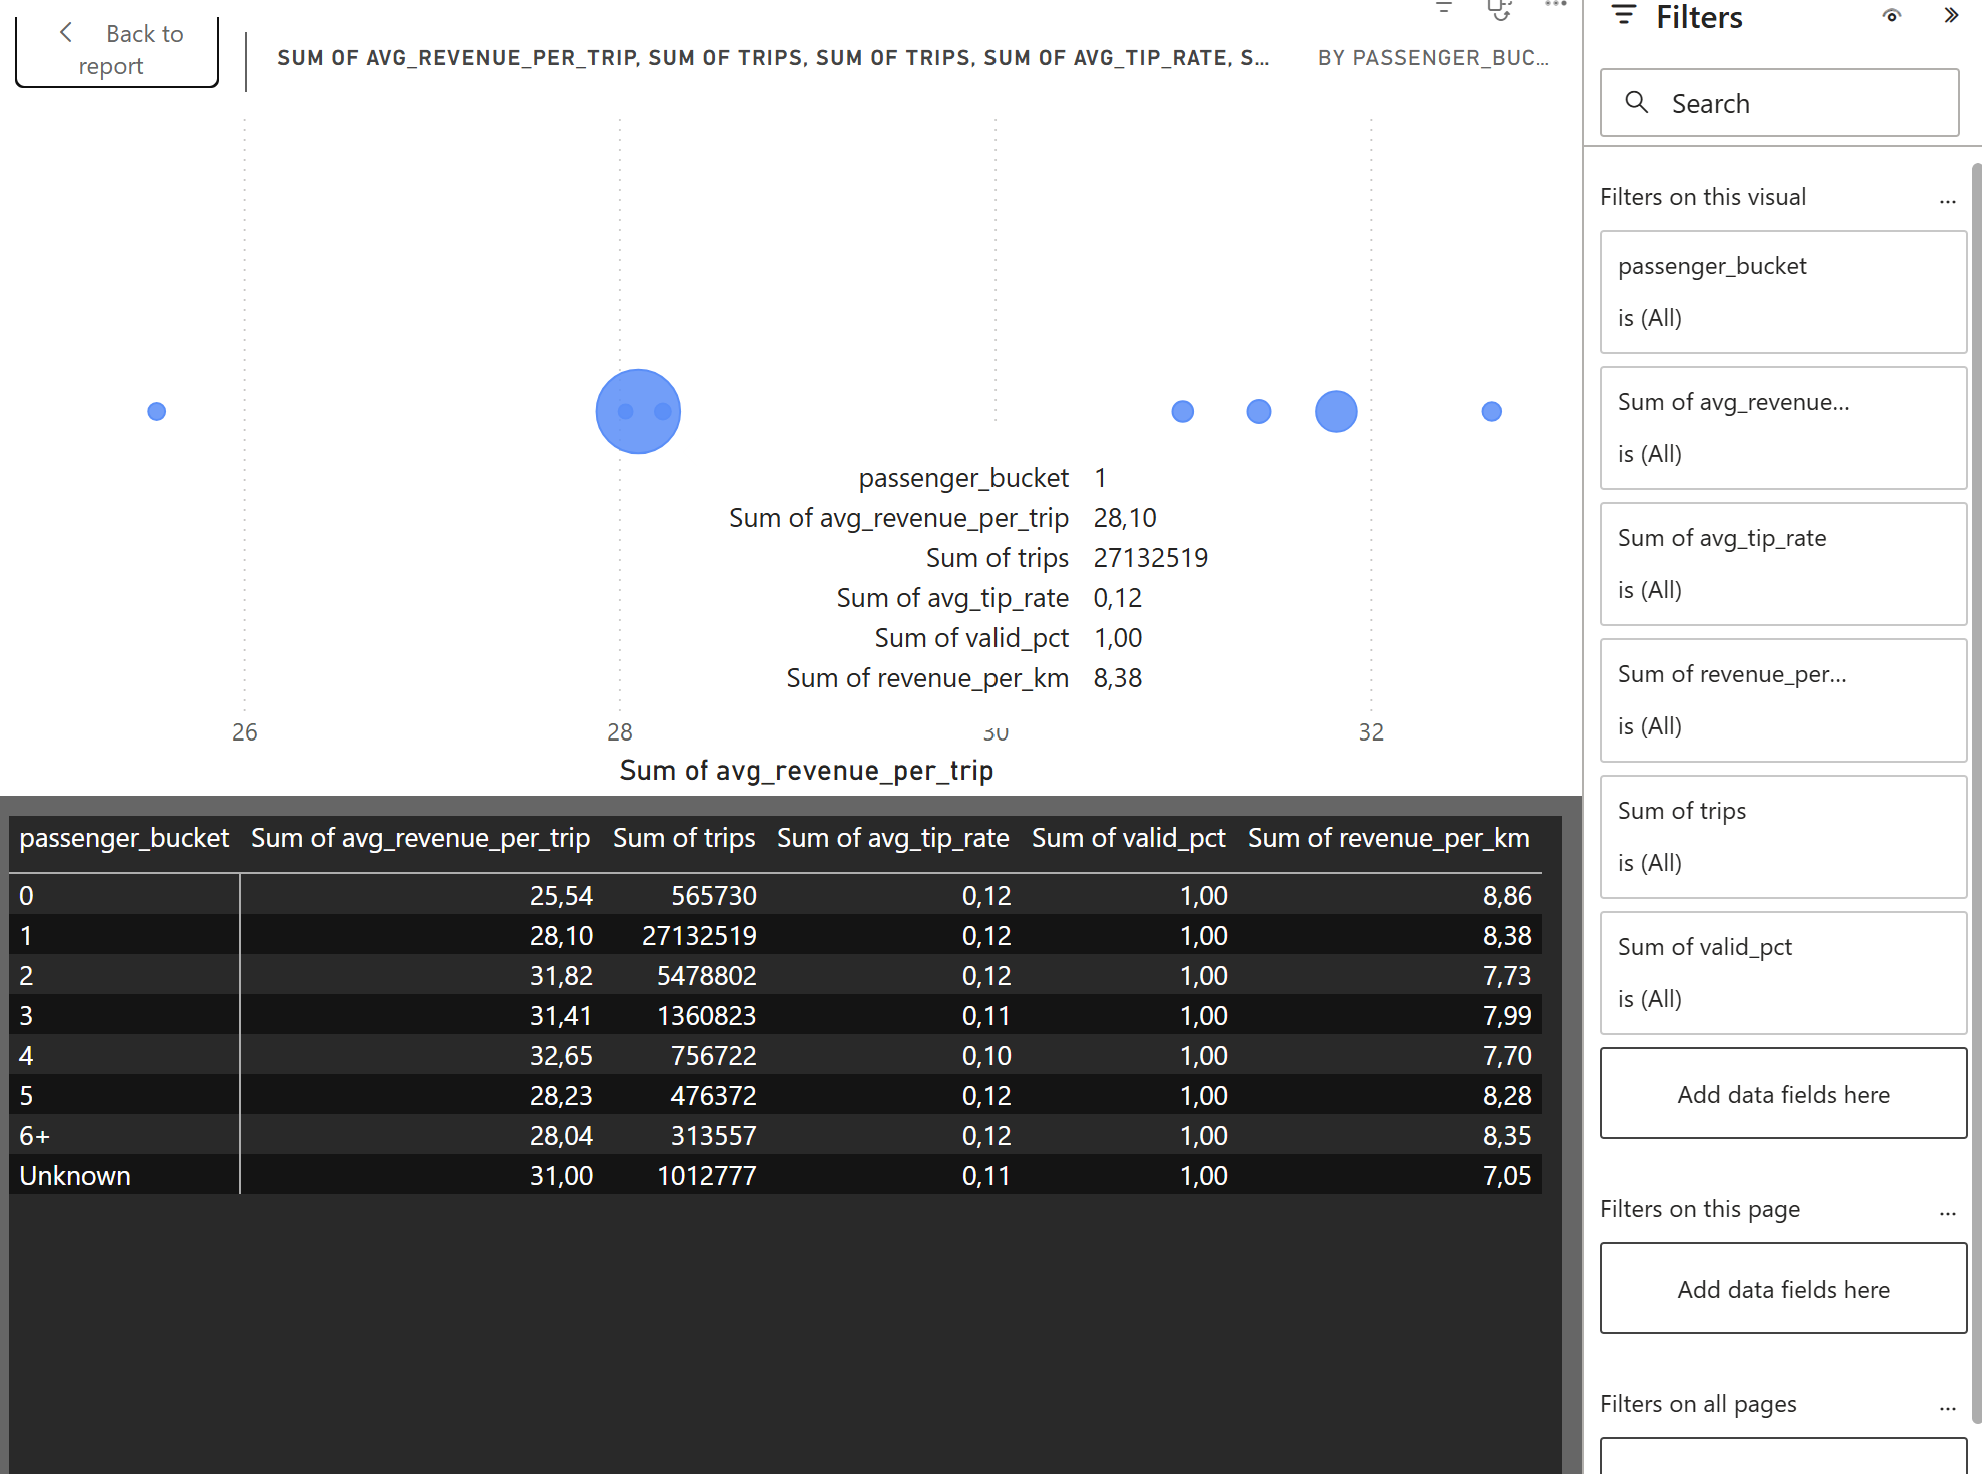 Back to
report
SUM OF AVG_REVENUE_PER_TRIP, SUM OF TRIPS, SUM OF TRIPS, SUM OF AVG_TIP_RATE, S... BY PASSENGER_BUC...
passenger_bucket 1
Sum of avg_revenue_per_trip 28,10
Sum of trips 27132519
Sum of avg_tip_rate 0,12
Sum of valid_pct 1,00
Sum of revenue_per_km 8,38
26 28 30 32
Sum of avg_revenue_per_trip
passenger_bucket Sum of avg_revenue_per_trip Sum of trips Sum of avg_tip_rate Sum of valid_pct Sum of revenue_per_km
0 25,54 565730 0,12 1,00 8,86
1 28,10 27132519 0,12 1,00 8,38
2 31,82 5478802 0,12 1,00 7,73
3 31,41 1360823 0,11 1,00 7,99
4 32,65 756722 0,10 1,00 7,70
5 28,23 476372 0,12 1,00 8,28
6+ 28,04 313557 0,12 1,00 8,35
Unknown 31,00 1012777 0,11 1,00 7,05
Filters
Search
Filters on this visual ...
passenger_bucket
is (All)
Sum of avg_revenue...
is (All)
Sum of avg_tip_rate
is (All)
Sum of revenue_per...
is (All)
Sum of trips
is (All)
Sum of valid_pct
is (All)
Add data fields here
Filters on this page ...
Add data fields here
Filters on all pages ...